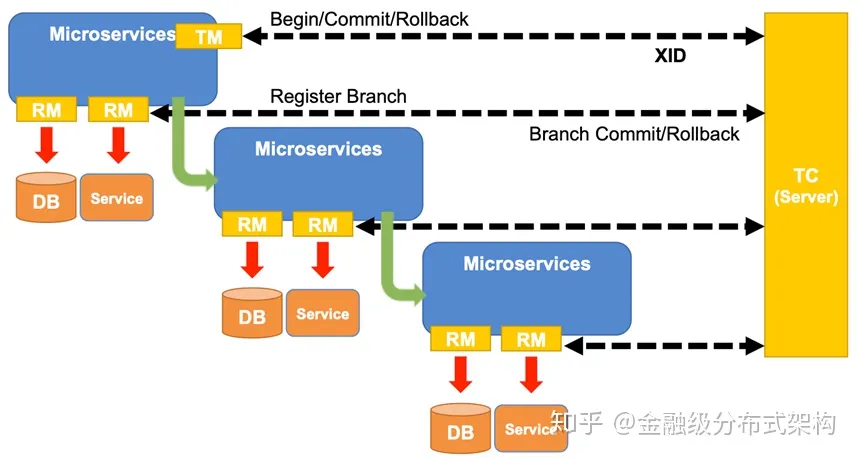 Microservices
TM
Begin/Commit/Rollback
XID
RM
RM
Register Branch
Branch Commit/Rollback
DB
Service
Microservices
TC
(Server)
RM
RM
DB
Service
Microservices
RM
RM
DB
Service
知乎 @金融级分布式架构